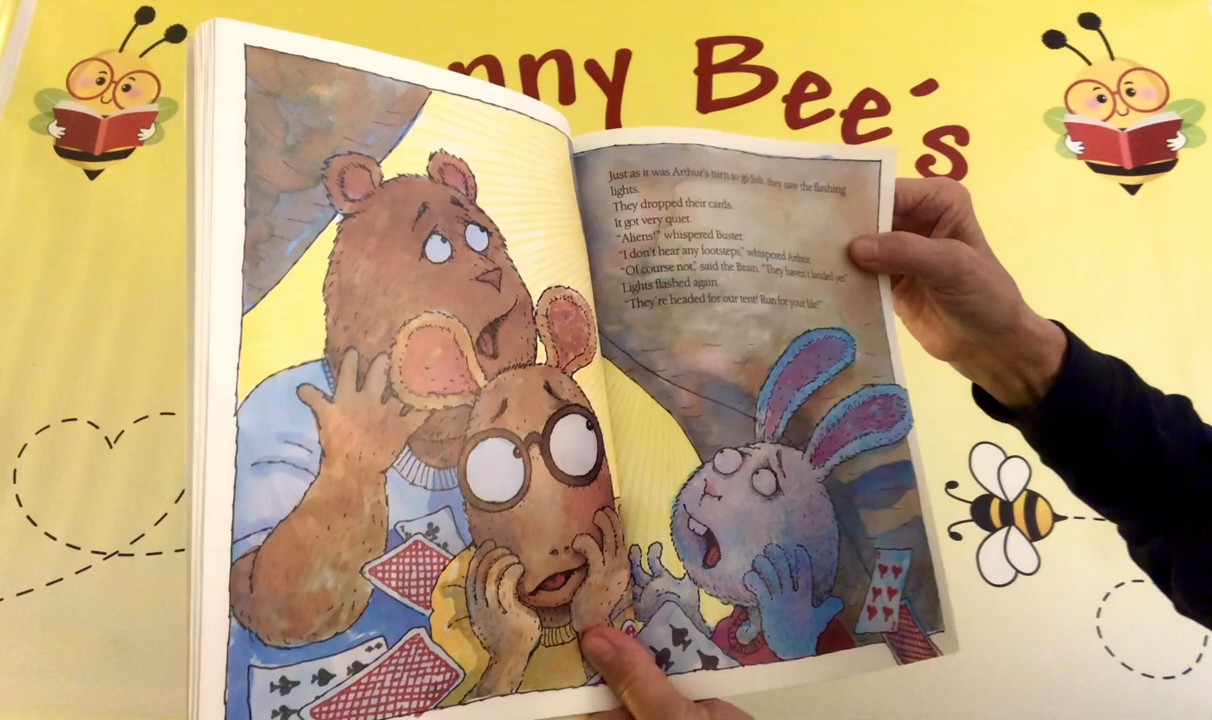 nny Bee's
Just as it was Arthur's turn to go fish, they saw the flashing
lights.
They dropped their cards.
It got very quiet.
"Aliens!" whispered Buster.
"I don't hear any footsteps," whispered Arthur.
"Of course not," said the Brain. "They haven't landed yet."
Lights flashed again.
"They're headed for our tent! Run for your life!"